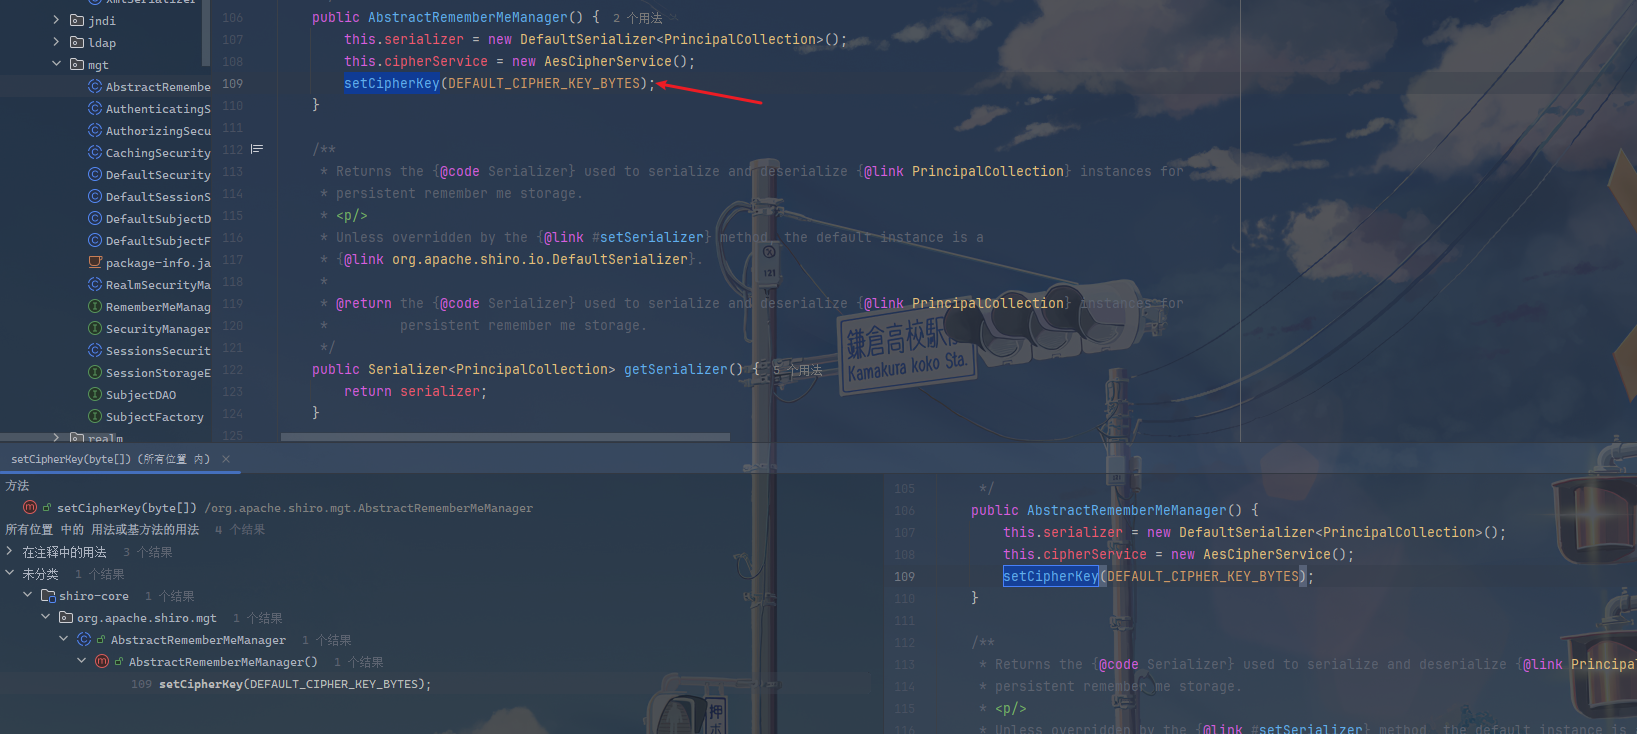 XmlSerializer
jndi
ldap
mgt
AbstractRemembe
AuthenticatingS
AuthorizingSecu
CachingSecurity
DefaultSecurity
DefaultSessionS
DefaultSubjectD
DefaultSubjectF
package-info.ja
RealmSecurityMa
RememberMeManag
SecurityManager
SessionsSecurit
SessionStorageE
SubjectDAO
SubjectFactory
realm
106 public AbstractRememberMeManager() { 2 个用法
107 this.serializer = new DefaultSerializer<PrincipalCollection>();
108 this.cipherService = new AesCipherService();
109 setCipherKey(DEFAULT_CIPHER_KEY_BYTES);
110 }
111
112 /**
113 * Returns the {@code Serializer} used to serialize and deserialize {@link PrincipalCollection} instances for
114 * persistent remember me storage.
115 * <p/>
116 * Unless overridden by the {@link #setSerializer} method, the default instance is a
117 * {@link org.apache.shiro.io.DefaultSerializer}.
118 *
119 * @return the {@code Serializer} used to serialize and deserialize {@link PrincipalCollection} instances for
120 * persistent remember me storage.
121 */
122 public Serializer<PrincipalCollection> getSerializer() { 5 个用法
123 return serializer;
124 }
125
鎌倉高校駅
Kamakura koko Sta.
121
setCipherKey(byte[]) (所有位置 内) ×
方法
setCipherKey(byte[]) /org.apache.shiro.mgt.AbstractRememberMeManager
所有位置 中的 用法或基方法的用法 4 个结果
在注释中的用法 3 个结果
未分类 1 个结果
shiro-core 1 个结果
org.apache.shiro.mgt 1 个结果
AbstractRememberMeManager 1 个结果
AbstractRememberMeManager() 1 个结果
109 setCipherKey(DEFAULT_CIPHER_KEY_BYTES);
105 */
106 public AbstractRememberMeManager() {
107 this.serializer = new DefaultSerializer<PrincipalCollection>();
108 this.cipherService = new AesCipherService();
109 setCipherKey(DEFAULT_CIPHER_KEY_BYTES);
110 }
111
112 /**
113 * Returns the {@code Serializer} used to serialize and deserialize {@link Principa
114 * persistent remember me storage.
115 * <p/>
116 * Unless overridden by the {@link #setSerializer} method, the default instance is
押
ボ